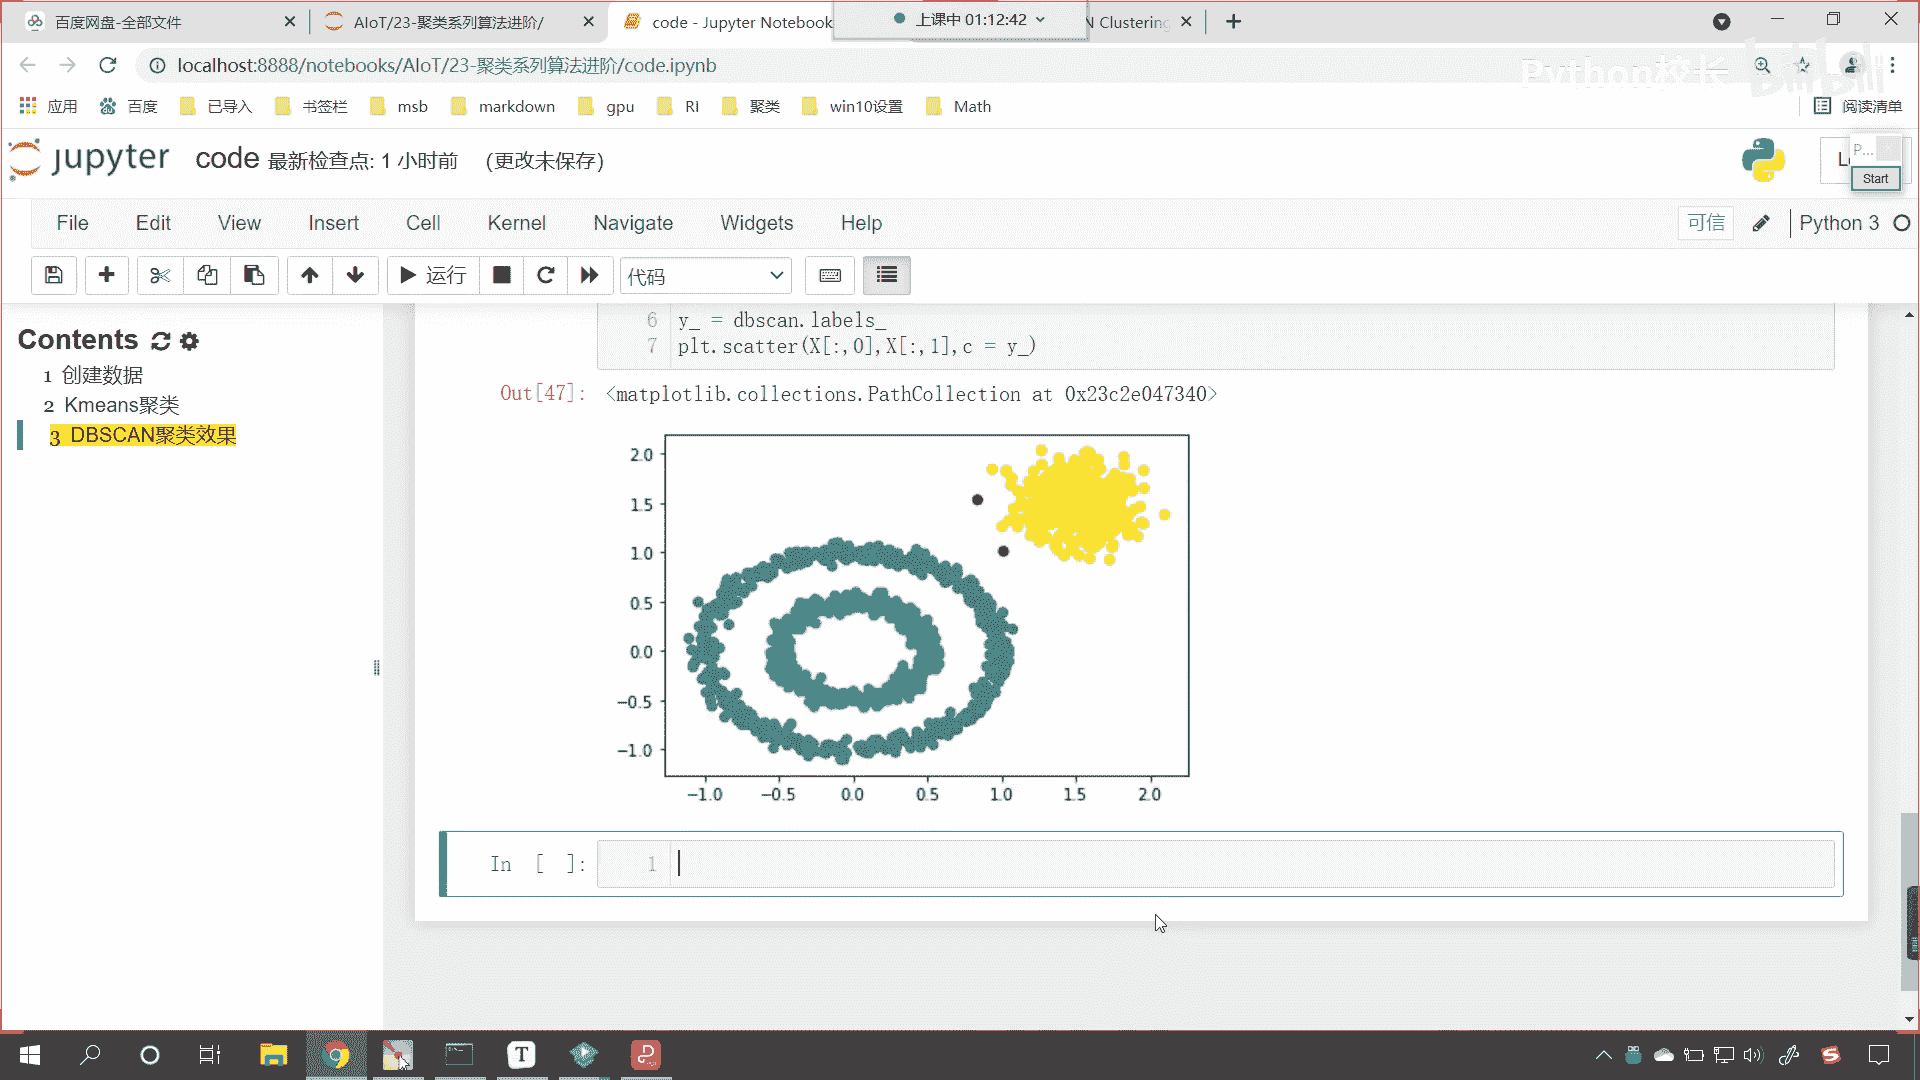 百度网盘-全部文件
AIoT/23-聚类系列算法进阶/
code - Jupyter Notebook
上课中 01:12:42
N Clustering
localhost:8888/notebooks/AIoT/23-聚类系列算法进阶/code.ipynb
Python校长
bilibili
应用
百度
已导入
书签栏
msb
markdown
gpu
RI
聚类
win10设置
Math
阅读清单
jupyter
code 最新检查点: 1 小时前 (更改未保存)
P...
Start
File
Edit
View
Insert
Cell
Kernel
Navigate
Widgets
Help
可信
Python 3
运行
代码
Contents
1 创建数据
2 Kmeans聚类
3 DBSCAN聚类效果
6 y_ = dbscan.labels_
7 plt.scatter(X[:,0],X[:,1],c = y_)
Out[47]: <matplotlib.collections.PathCollection at 0x23c2e047340>
2.0
1.5
1.0
0.5
0.0
−0.5
−1.0
−1.0 −0.5 0.0 0.5 1.0 1.5 2.0
In [ ]: 1